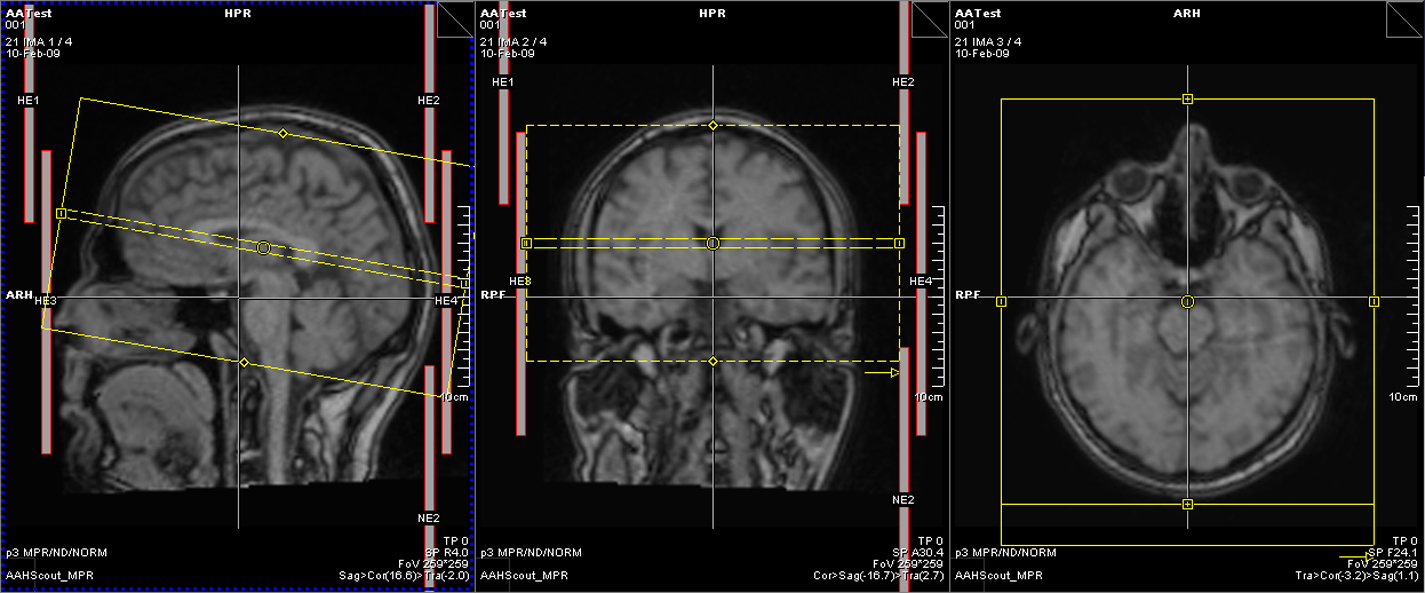 AATest
HPR
001
21 IMA 1 / 4
10-Feb-09
HE1
HE2
ARH
HE3
HE4
10cm
NE2
TP 0
p3 MPR/ND/NORM
SP R4.0
FoV 259*259
AAHScout_MPR
Sag>Cor(16.6)>Tra(-2.0)
AATest
HPR
001
21 IMA 2 / 4
10-Feb-09
HE1
HE2
HE3
HE4
RPF
10cm
NE2
TP 0
p3 MPR/ND/NORM
SP A30.4
FoV 259*259
AAHScout_MPR
Cor>Sag(-16.7)>Tra(2.7)
AATest
ARH
001
21 IMA 3 / 4
10-Feb-09
RPF
10cm
TP 0
p3 MPR/ND/NORM
SP F24.1
FoV 259*259
AAHScout_MPR
Tra>Cor(-3.2)>Sag(1.1)